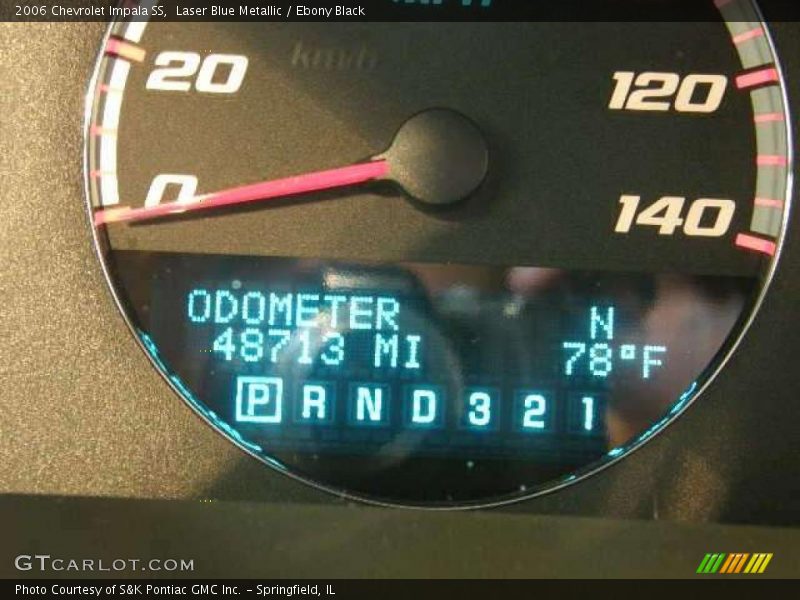 2006 Chevrolet Impala SS,  Laser Blue Metallic / Ebony Black
MPH
km/h
20
120
0
140
ODOMETER
N
48713 MI
78°F
P R N D 3 2 1
GTCARLOT.COM
Photo Courtesy of S&K Pontiac GMC Inc. - Springfield, IL